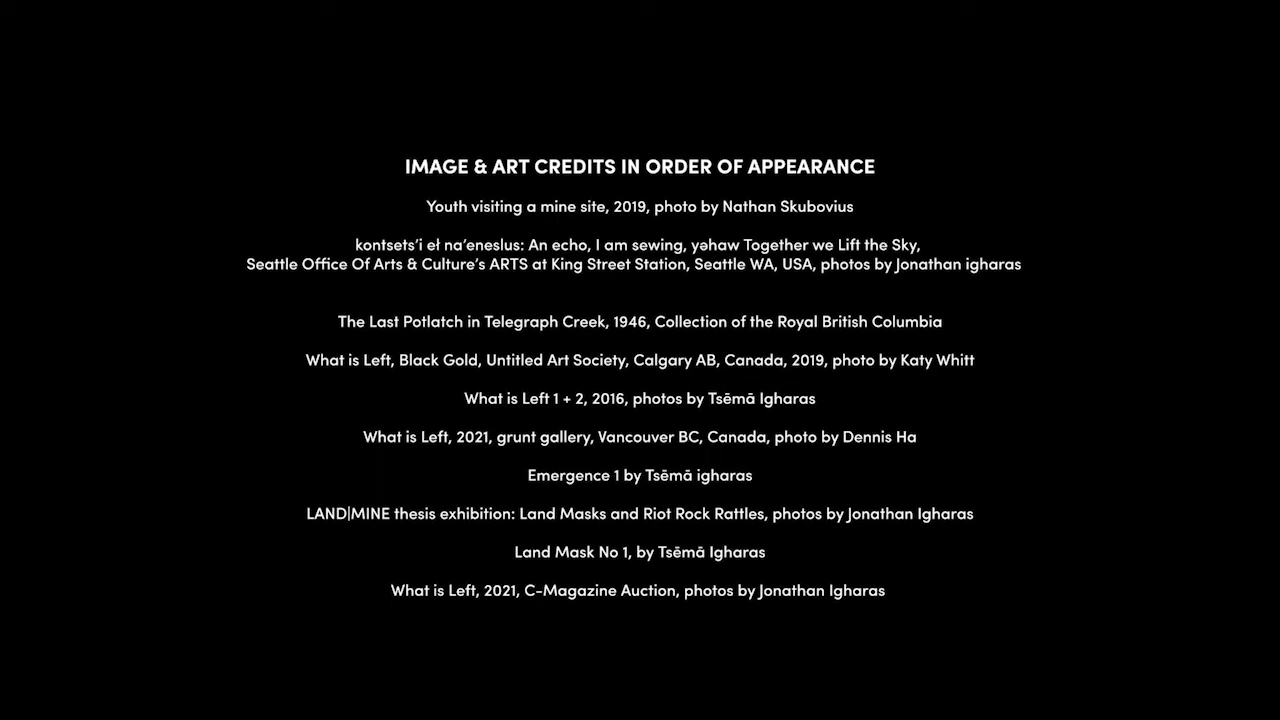 IMAGE & ART CREDITS IN ORDER OF APPEARANCE
Youth visiting a mine site, 2019, photo by Nathan Skubovius
kontsets'i eł na'eneslus: An echo, I am sewing, yəhaw Together we Lift the Sky,
Seattle Office Of Arts & Culture's ARTS at King Street Station, Seattle WA, USA, photos by Jonathan igharas
The Last Potlatch in Telegraph Creek, 1946, Collection of the Royal British Columbia
What is Left, Black Gold, Untitled Art Society, Calgary AB, Canada, 2019, photo by Katy Whitt
What is Left 1 + 2, 2016, photos by Tsēmā Igharas
What is Left, 2021, grunt gallery, Vancouver BC, Canada, photo by Dennis Ha
Emergence 1 by Tsēmā igharas
LAND|MINE thesis exhibition: Land Masks and Riot Rock Rattles, photos by Jonathan Igharas
Land Mask No 1, by Tsēmā Igharas
What is Left, 2021, C-Magazine Auction, photos by Jonathan Igharas